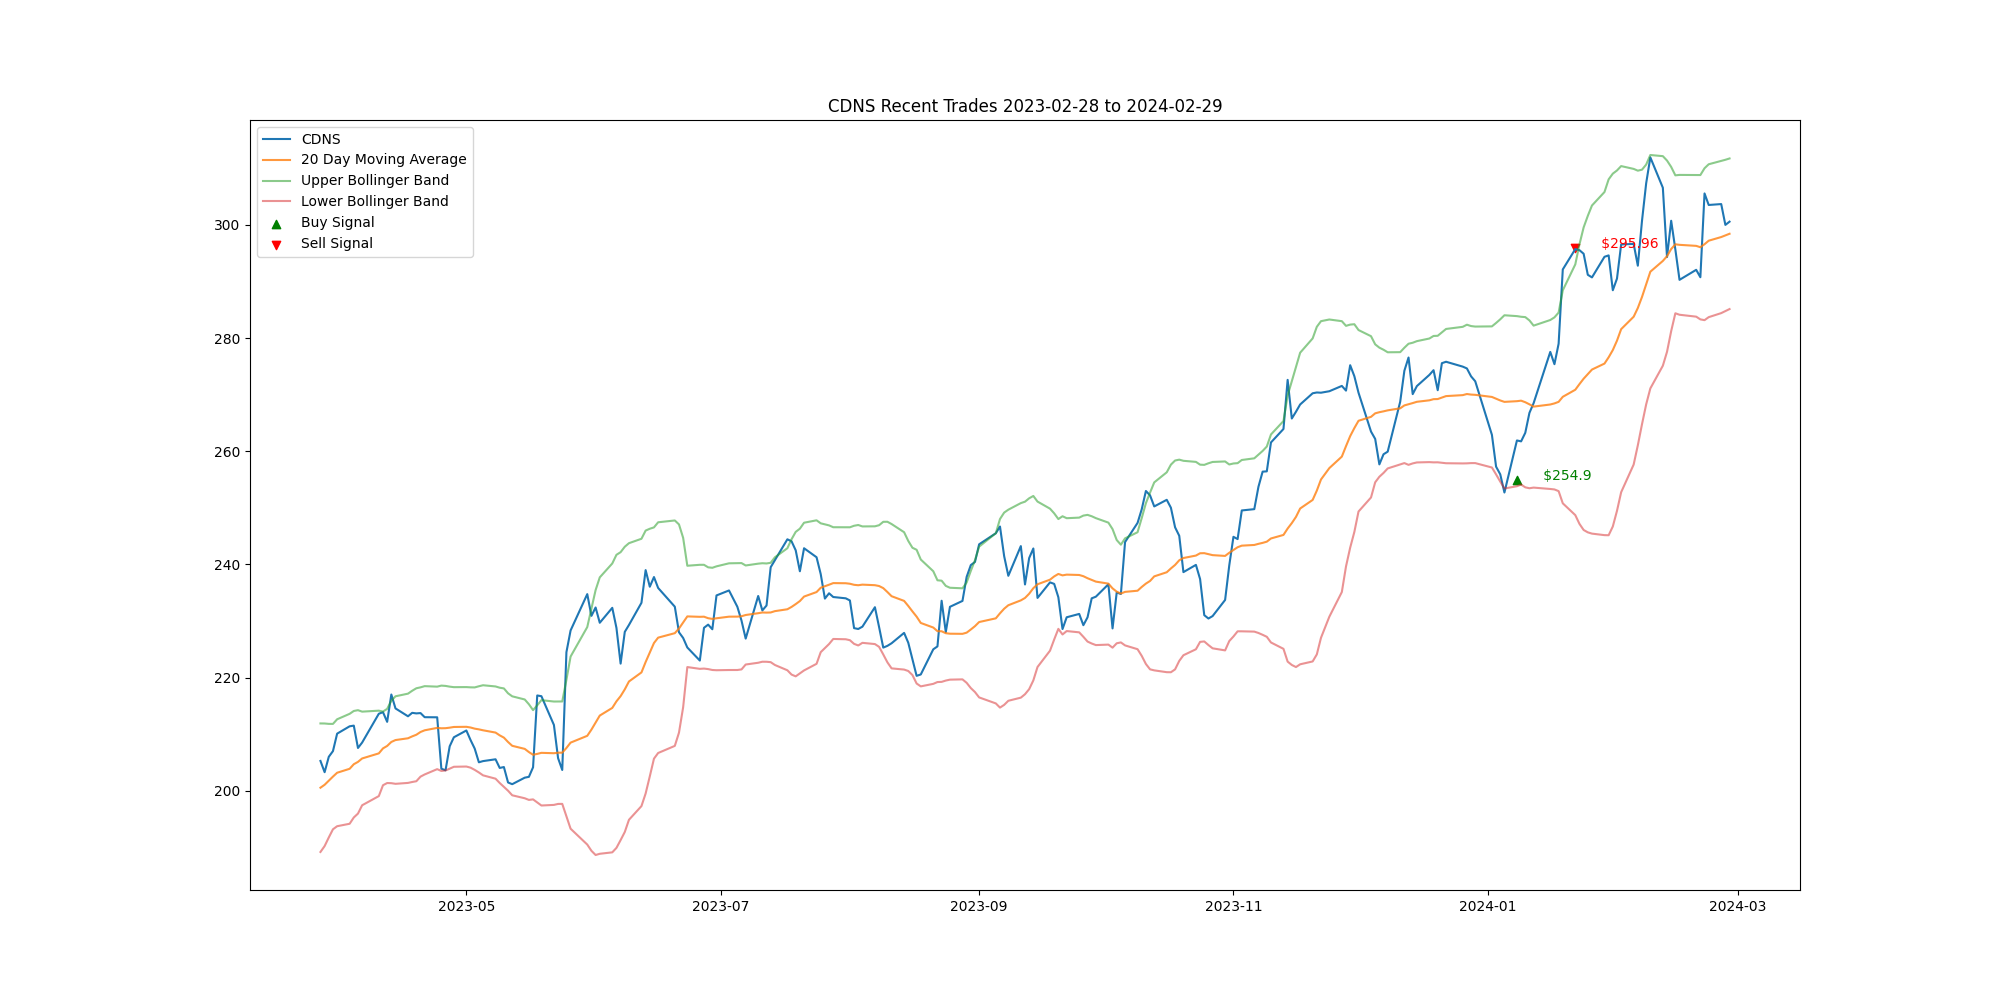 CDNS Recent Trades 2023-02-28 to 2024-02-29
CDNS
20 Day Moving Average
Upper Bollinger Band
Lower Bollinger Band
Buy Signal
Sell Signal
300
280
260
240
220
200
$295.96
$254.9
2023-05
2023-07
2023-09
2023-11
2024-01
2024-03